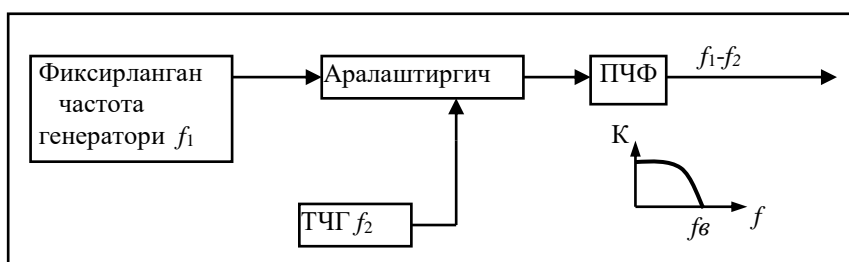 Фиксирланган
частота
генератори f1
Аралаштиргич
ПЧФ
f1-f2
ТЧГ f2
К
f
fв